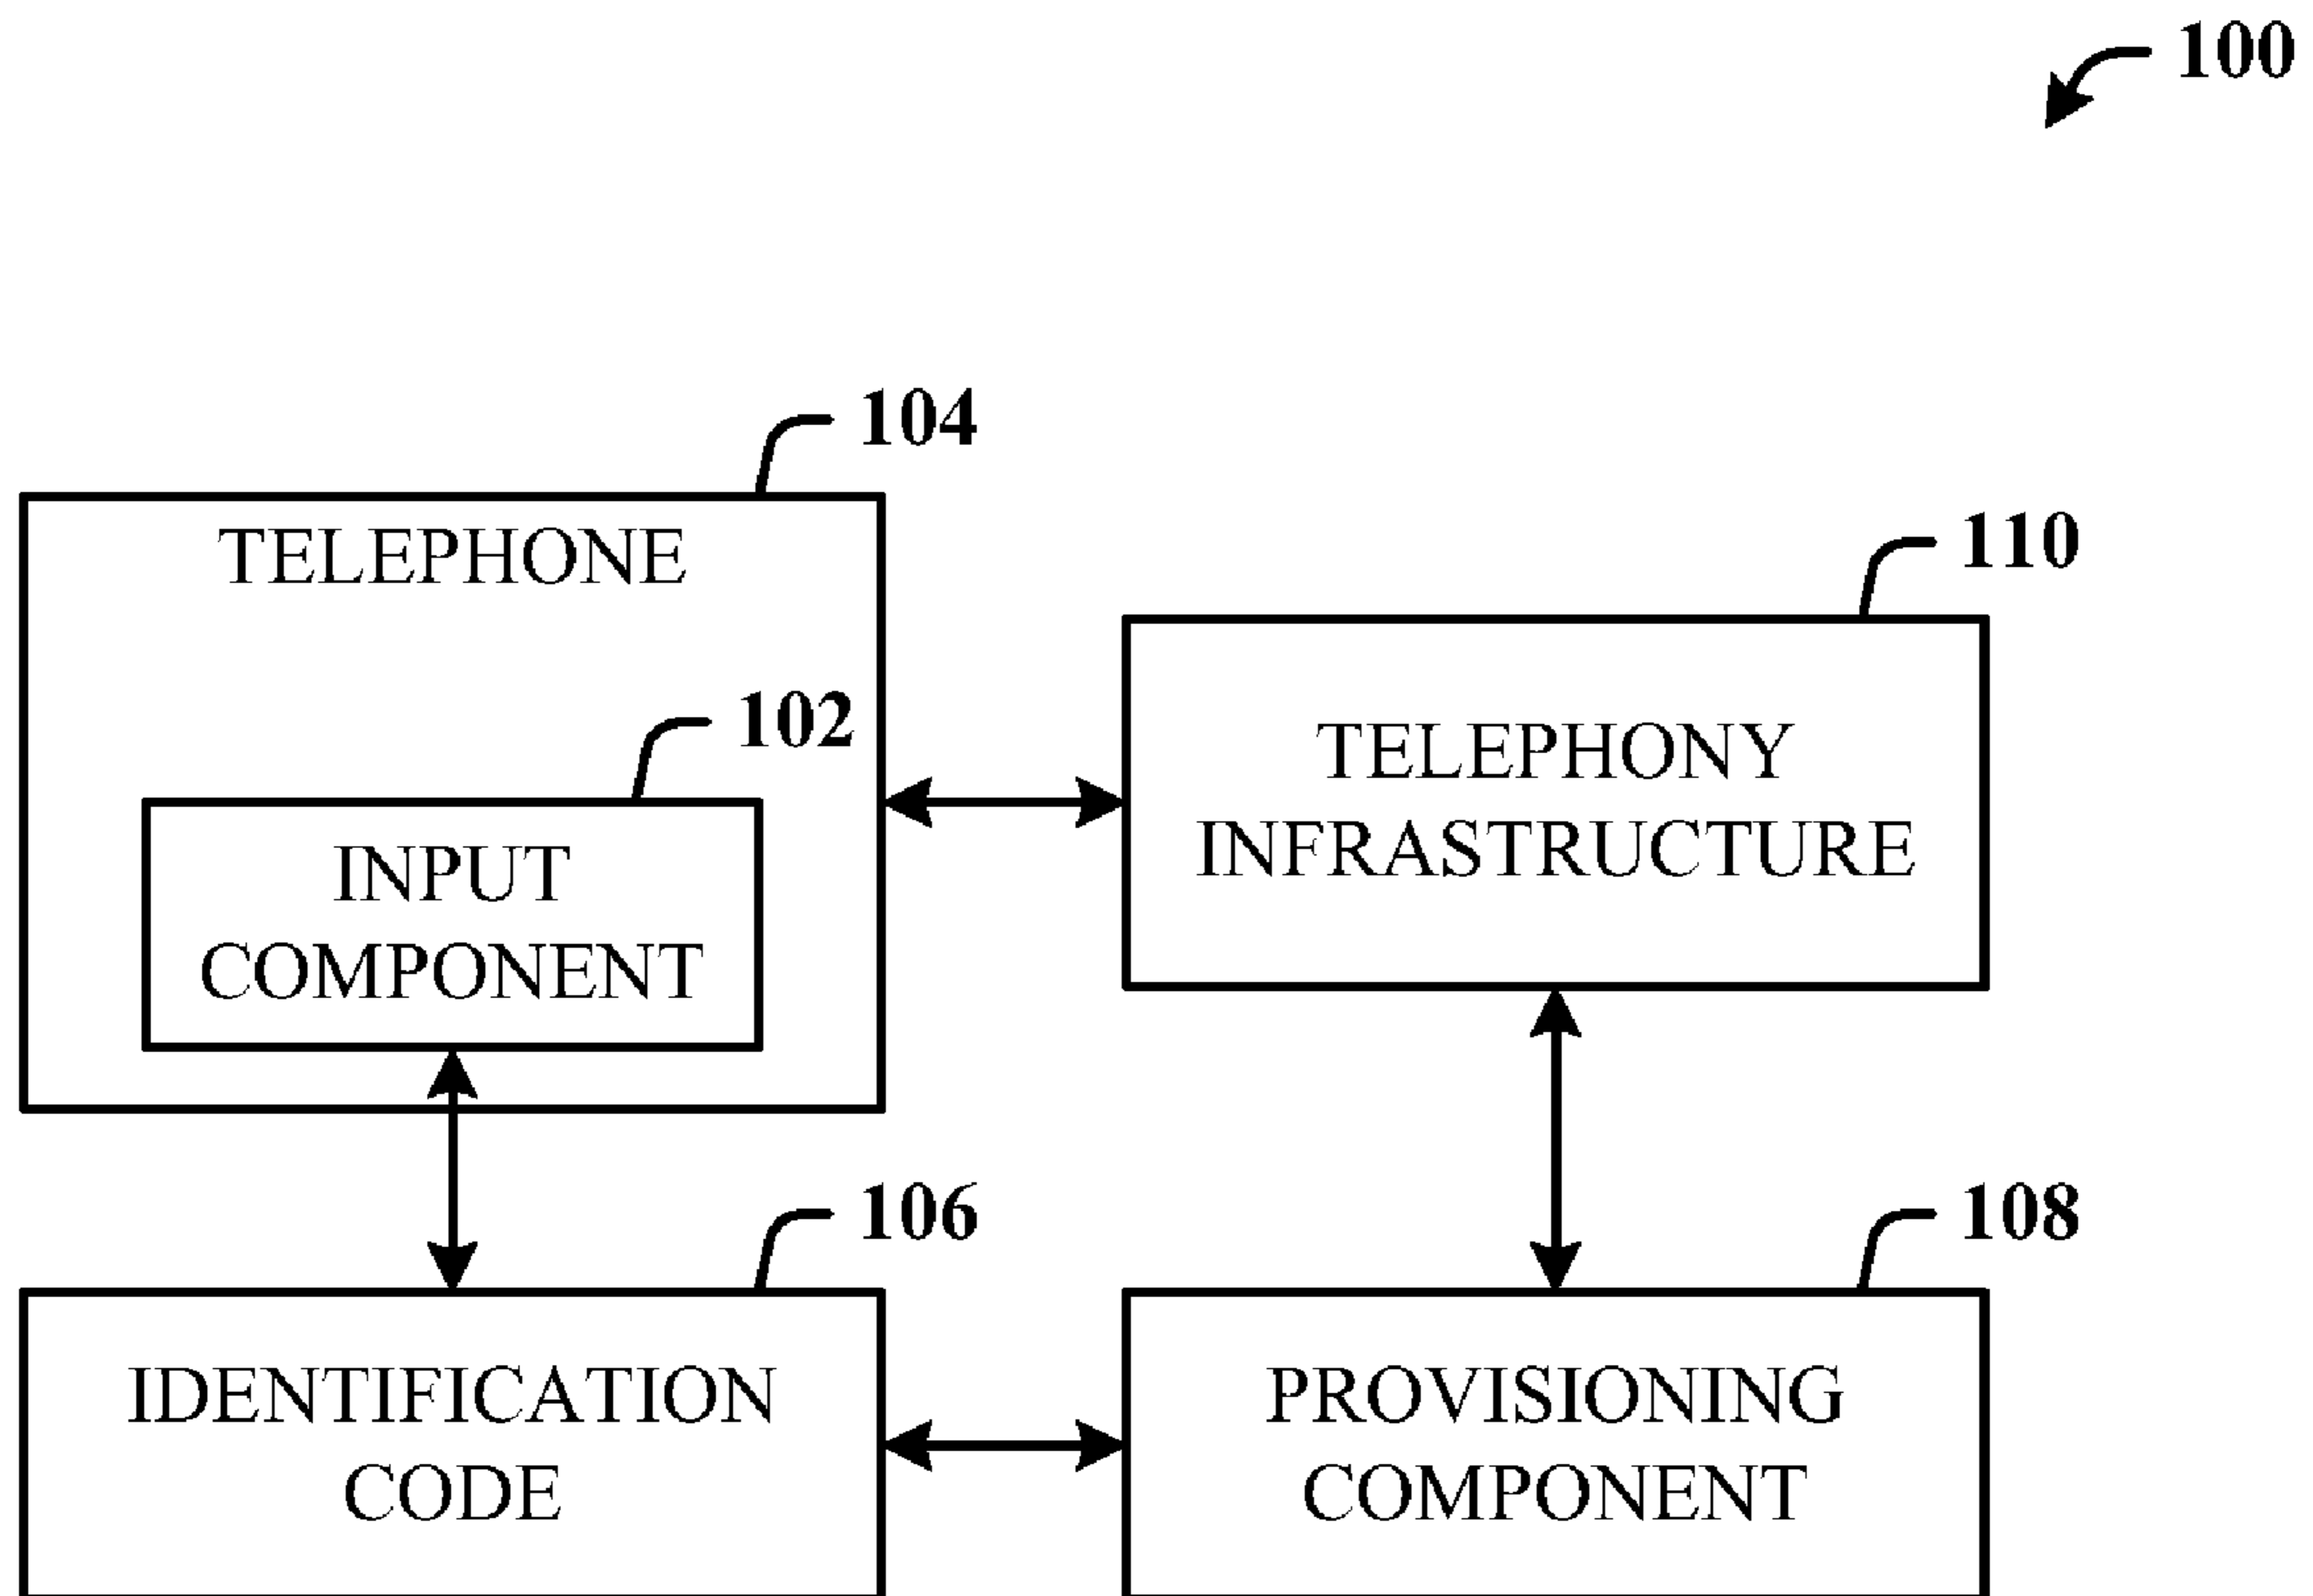 100
104
TELEPHONE
110
102
TELEPHONY
INFRASTRUCTURE
INPUT
COMPONENT
106
108
IDENTIFICATION
CODE
PROVISIONING
COMPONENT